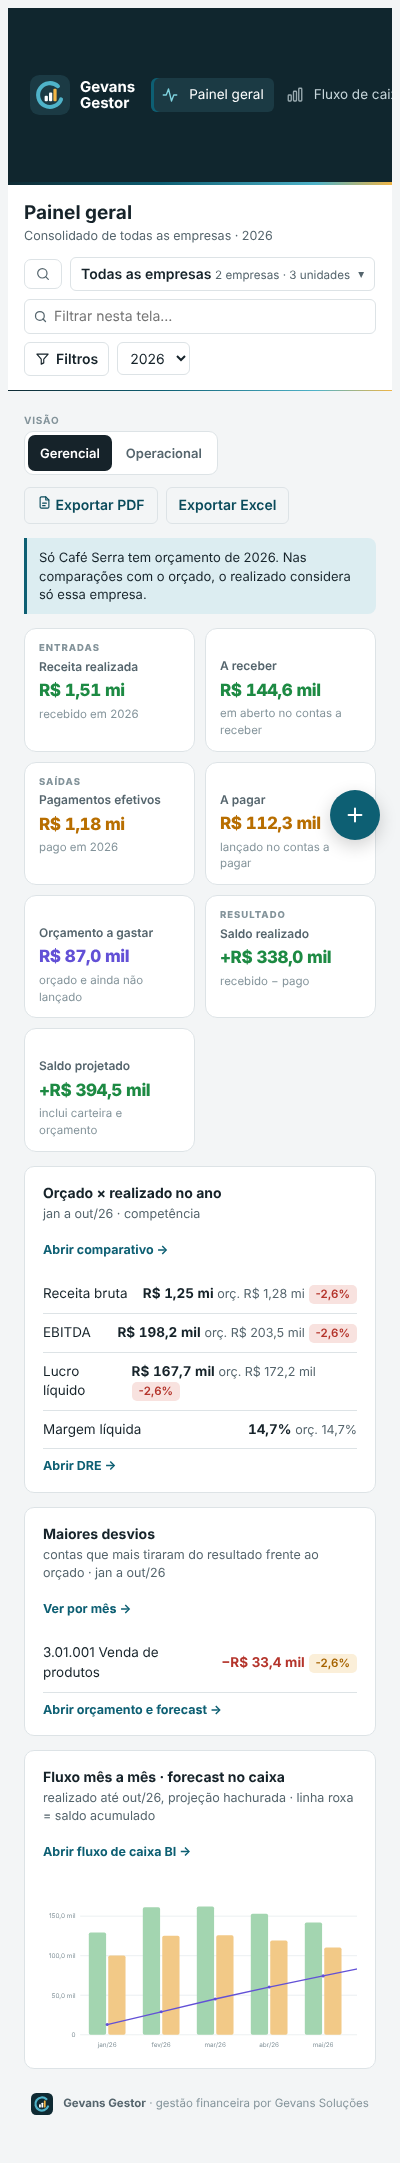 Gevans
Gestor
Painel geral
Fluxo de cai
Painel geral
Consolidado de todas as empresas · 2026
Todas as empresas 2 empresas · 3 unidades ▾
Filtrar nesta tela...
Filtros
2026
VISÃO
Gerencial
Operacional
Exportar PDF
Exportar Excel
Só Café Serra tem orçamento de 2026. Nas
comparações com o orçado, o realizado considera
só essa empresa.
ENTRADAS
Receita realizada
R$ 1,51 mi
recebido em 2026
A receber
R$ 144,6 mil
em aberto no contas a
receber
SAÍDAS
Pagamentos efetivos
R$ 1,18 mi
pago em 2026
A pagar
R$ 112,3 mil
lançado no contas a
pagar
+
Orçamento a gastar
R$ 87,0 mil
orçado e ainda não
lançado
RESULTADO
Saldo realizado
+R$ 338,0 mil
recebido − pago
Saldo projetado
+R$ 394,5 mil
inclui carteira e
orçamento
Orçado × realizado no ano
jan a out/26 · competência
Abrir comparativo →
Receita bruta R$ 1,25 mi orç. R$ 1,28 mi -2,6%
EBITDA R$ 198,2 mil orç. R$ 203,5 mil -2,6%
Lucro
líquido
R$ 167,7 mil orç. R$ 172,2 mil
-2,6%
Margem líquida 14,7% orç. 14,7%
Abrir DRE →
Maiores desvios
contas que mais tiraram do resultado frente ao
orçado · jan a out/26
Ver por mês →
3.01.001 Venda de
produtos
−R$ 33,4 mil -2,6%
Abrir orçamento e forecast →
Fluxo mês a mês · forecast no caixa
realizado até out/26, projeção hachurada · linha roxa
= saldo acumulado
Abrir fluxo de caixa BI →
150,0 mil
100,0 mil
50,0 mil
0
jan/26 fev/26 mar/26 abr/26 mai/26
Gevans Gestor · gestão financeira por Gevans Soluções